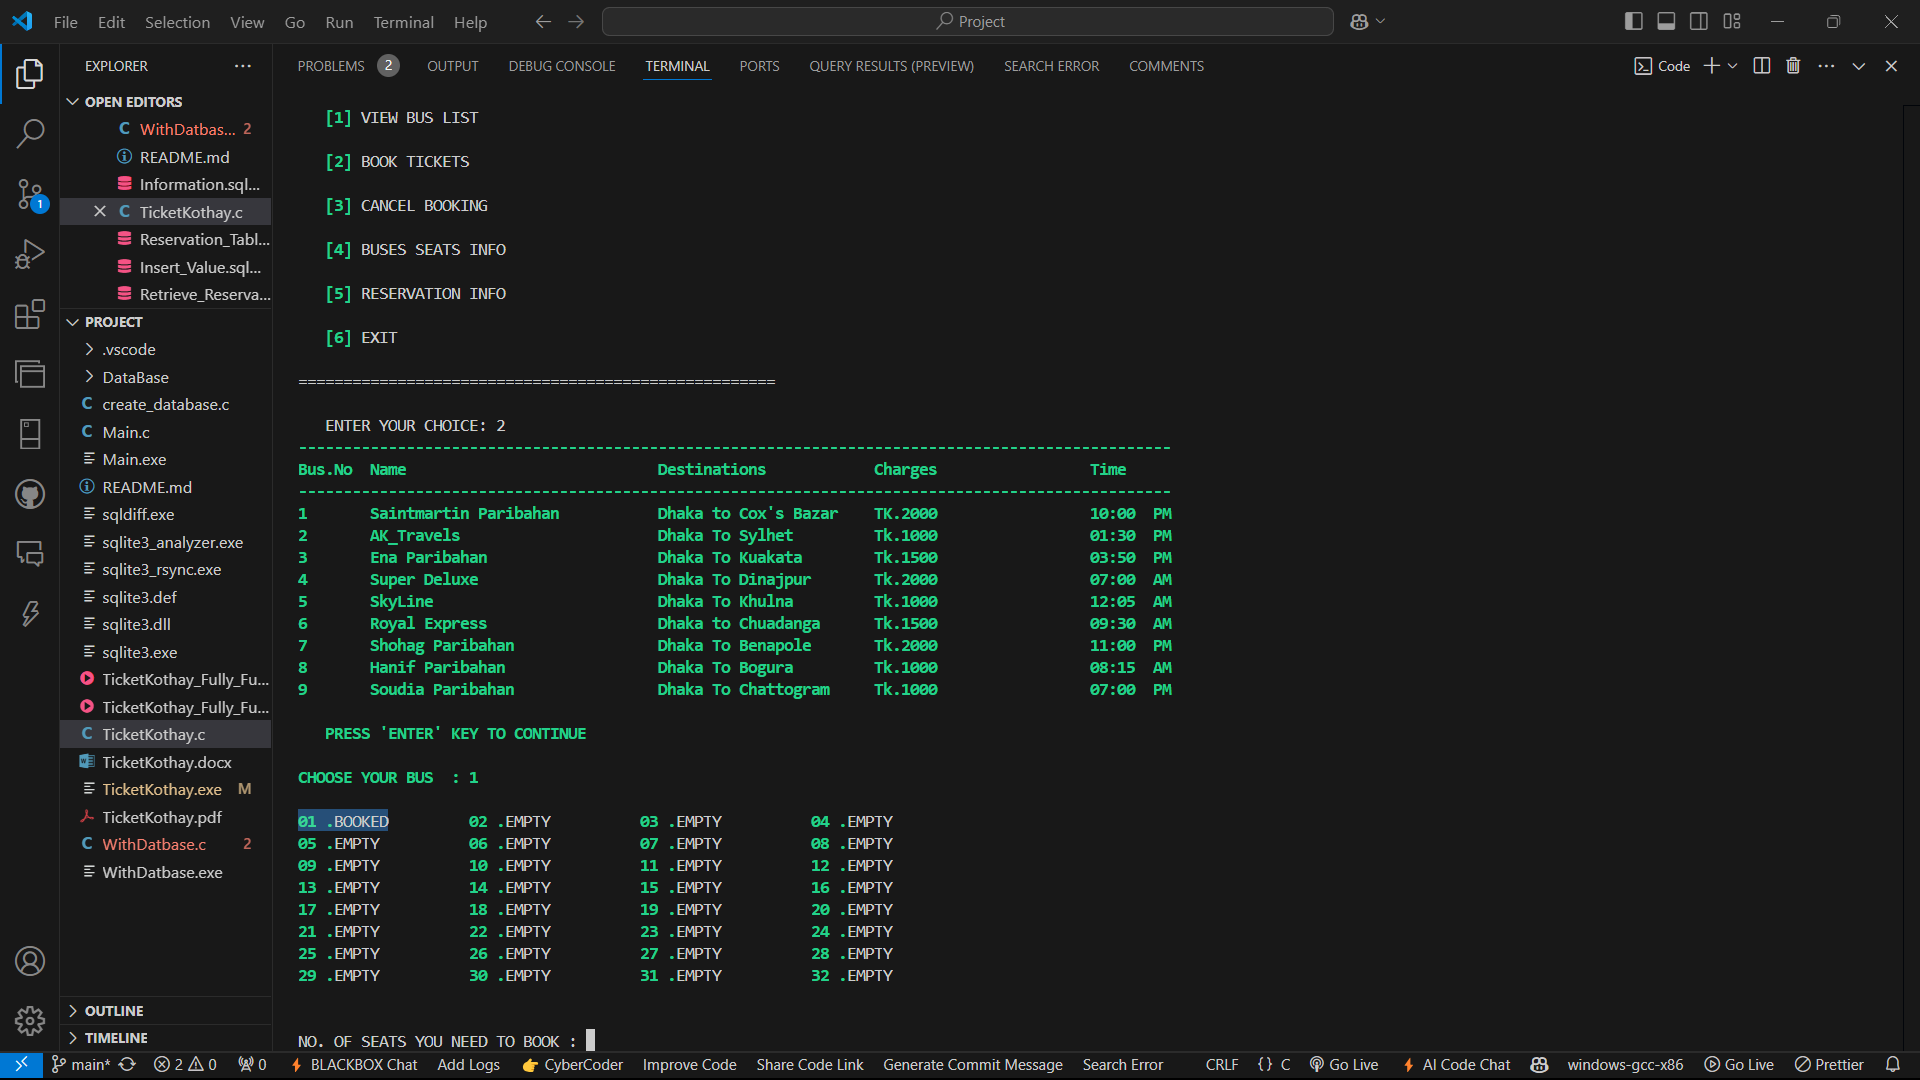 File Edit Selection View Go Run Terminal Help
Project
EXPLORER
OPEN EDITORS
WithDatbas... 2
README.md
Information.sql...
TicketKothay.c
Reservation_Tabl...
Insert_Value.sql...
Retrieve_Reserva...
PROJECT
.vscode
DataBase
create_database.c
Main.c
Main.exe
README.md
sqldiff.exe
sqlite3_analyzer.exe
sqlite3_rsync.exe
sqlite3.def
sqlite3.dll
sqlite3.exe
TicketKothay_Fully_Fu...
TicketKothay_Fully_Fu...
TicketKothay.c
TicketKothay.docx
TicketKothay.exe M
TicketKothay.pdf
WithDatbase.c 2
WithDatbase.exe
OUTLINE
TIMELINE
1
PROBLEMS 2 OUTPUT DEBUG CONSOLE TERMINAL PORTS QUERY RESULTS (PREVIEW) SEARCH ERROR COMMENTS
Code
[1] VIEW BUS LIST
[2] BOOK TICKETS
[3] CANCEL BOOKING
[4] BUSES SEATS INFO
[5] RESERVATION INFO
[6] EXIT
=====================================================
ENTER YOUR CHOICE: 2
-------------------------------------------------------------------------------------------------
Bus.No Name Destinations Charges Time
-------------------------------------------------------------------------------------------------
1 Saintmartin Paribahan Dhaka to Cox's Bazar TK.2000 10:00 PM
2 AK_Travels Dhaka To Sylhet Tk.1000 01:30 PM
3 Ena Paribahan Dhaka To Kuakata Tk.1500 03:50 PM
4 Super Deluxe Dhaka To Dinajpur Tk.2000 07:00 AM
5 SkyLine Dhaka To Khulna Tk.1000 12:05 AM
6 Royal Express Dhaka to Chuadanga Tk.1500 09:30 AM
7 Shohag Paribahan Dhaka To Benapole Tk.2000 11:00 PM
8 Hanif Paribahan Dhaka To Bogura Tk.1000 08:15 AM
9 Soudia Paribahan Dhaka To Chattogram Tk.1000 07:00 PM
PRESS 'ENTER' KEY TO CONTINUE
CHOOSE YOUR BUS : 1
01 .BOOKED 02 .EMPTY 03 .EMPTY 04 .EMPTY
05 .EMPTY 06 .EMPTY 07 .EMPTY 08 .EMPTY
09 .EMPTY 10 .EMPTY 11 .EMPTY 12 .EMPTY
13 .EMPTY 14 .EMPTY 15 .EMPTY 16 .EMPTY
17 .EMPTY 18 .EMPTY 19 .EMPTY 20 .EMPTY
21 .EMPTY 22 .EMPTY 23 .EMPTY 24 .EMPTY
25 .EMPTY 26 .EMPTY 27 .EMPTY 28 .EMPTY
29 .EMPTY 30 .EMPTY 31 .EMPTY 32 .EMPTY
NO. OF SEATS YOU NEED TO BOOK :
main* 2 0 0 BLACKBOX Chat Add Logs CyberCoder Improve Code Share Code Link Generate Commit Message Search Error CRLF {} C Go Live AI Code Chat windows-gcc-x86 Go Live Prettier